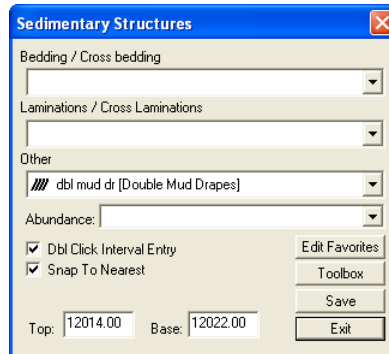 Sedimentary Structures
Bedding / Cross bedding
Laminations / Cross Laminations
Other
dbl mud dr [Double Mud Drapes]
Abundance:
Dbl Click Interval Entry
Edit Favorites
Snap To Nearest
Toolbox
Save
Top: 12014.00 Base: 12022.00
Exit